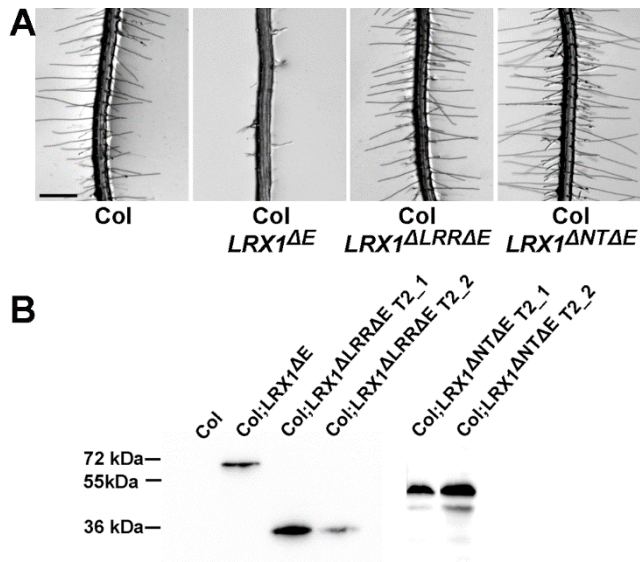 A
Col
Col
Col
Col
LRX1ΔE
LRX1ΔLRRΔE
LRX1ΔNTΔE
B
Col
Col;LRX1ΔE
Col;LRX1ΔLRRΔE T2_1
Col;LRX1ΔLRRΔE T2_2
Col;LRX1ΔNTΔE T2_1
Col;LRX1ΔNTΔE T2_2
72 kDa
55kDa
36 kDa